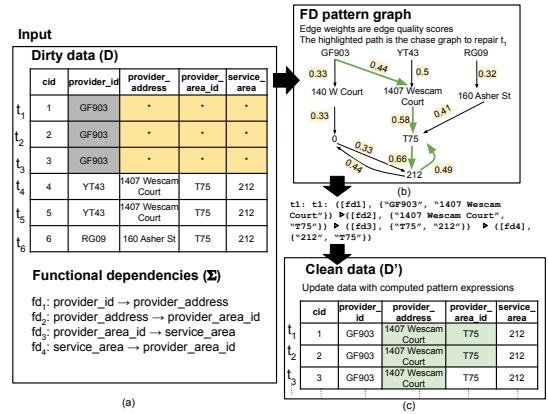 Input
Dirty data (D)
cid provider_id provider_address provider_area_id service_area
t1 1 GF903 * * *
t2 2 GF903 * * *
t3 3 GF903 * * *
t4 4 YT43 1407 Wescam Court T75 212
t5 5 YT43 1407 Wescam Court T75 212
t6 6 RG09 160 Asher St T75 212
Functional dependencies (Σ)
fd1: provider_id → provider_address
fd2: provider_address → provider_area_id
fd3: provider_area_id → service_area
fd4: service_area → provider_area_id
(a)
FD pattern graph
Edge weights are edge quality scores
The highlighted path is the chase graph to repair t1
GF903 YT43 RG09
0.33 0.44 0.5 0.32
140 W Court 1407 Wescam Court 160 Asher St
0.33 0.58 0.41
0 T75
0.33 0.66 0.49
0.44 212
(b)
t1: t1: ([fd1], {"GF903", "1407 Wescam
Court"}) ▷([fd2], {"1407 Wescam Court",
"T75"}) ▷ ([fd3], {"T75", "212"}) ▷ ([fd4],
{"212", "T75"})
Clean data (D’)
Update data with computed pattern expressions
cid provider_id provider_address provider_area_id service_area
t1 1 GF903 1407 Wescam Court T75 212
t2 2 GF903 1407 Wescam Court T75 212
t3 3 GF903 1407 Wescam Court T75 212
(c)